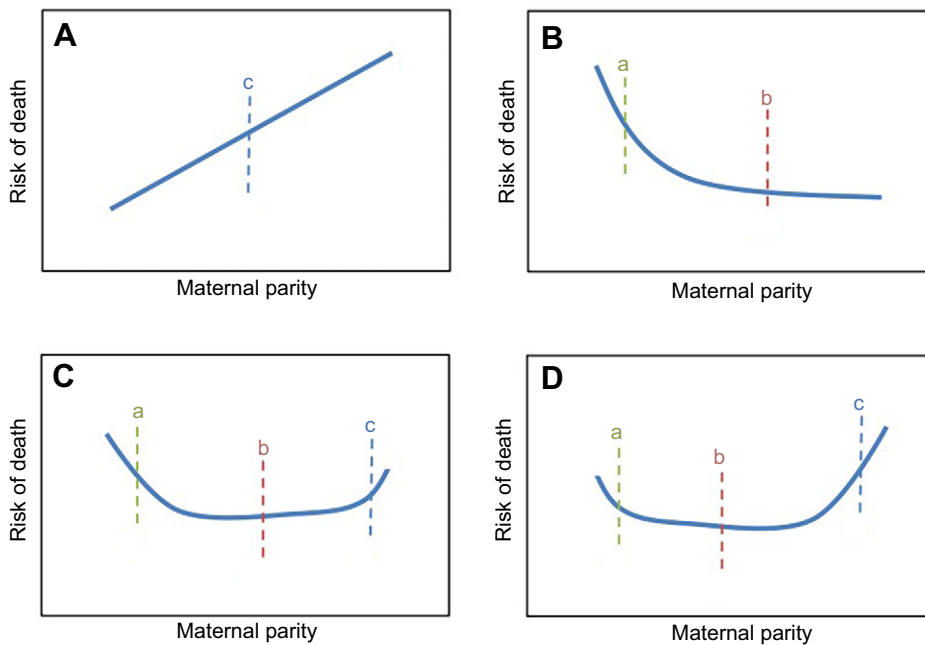 A
c
Risk of death
Maternal parity
B
a
b
Risk of death
Maternal parity
C
a
b
c
Risk of death
Maternal parity
D
a
b
c
Risk of death
Maternal parity